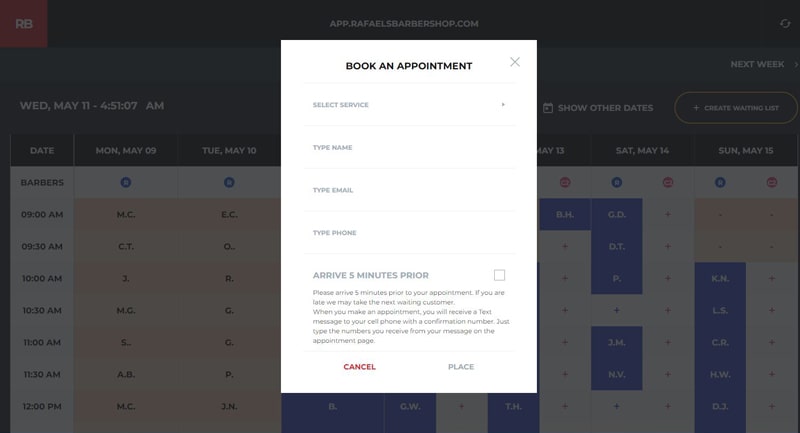 RB
APP.RAFAELSBARBERSHOP.COM
NEXT WEEK
WED, MAY 11 - 4:51:07 AM
SHOW OTHER DATES
+ CREATE WAITING LIST
BOOK AN APPOINTMENT
SELECT SERVICE
TYPE NAME
TYPE EMAIL
TYPE PHONE
ARRIVE 5 MINUTES PRIOR
Please arrive 5 minutes prior to your appointment. If you are
late we may take the next waiting customer.
When you make an appointment, you will receive a Text
message to your cell phone with a confirmation number. Just
type the numbers you receive from your message on the
appointment page.
CANCEL PLACE
DATE MON, MAY 09 TUE, MAY 10 MAY 13 SAT, MAY 14 SUN, MAY 15
BARBERS R R R R
09:00 AM M.C. E.C. B.H. G.D. + - -
09:30 AM C.T. O.. + D.T. + - -
10:00 AM J. R. + P. + K.N. +
10:30 AM M.G. G. + + + L.S. +
11:00 AM S.. G. + J.M. + C.R. +
11:30 AM A.B. P. + N.V. + H.W. +
12:00 PM M.C. J.N. B. G.W. + T.H. + + + D.J. +